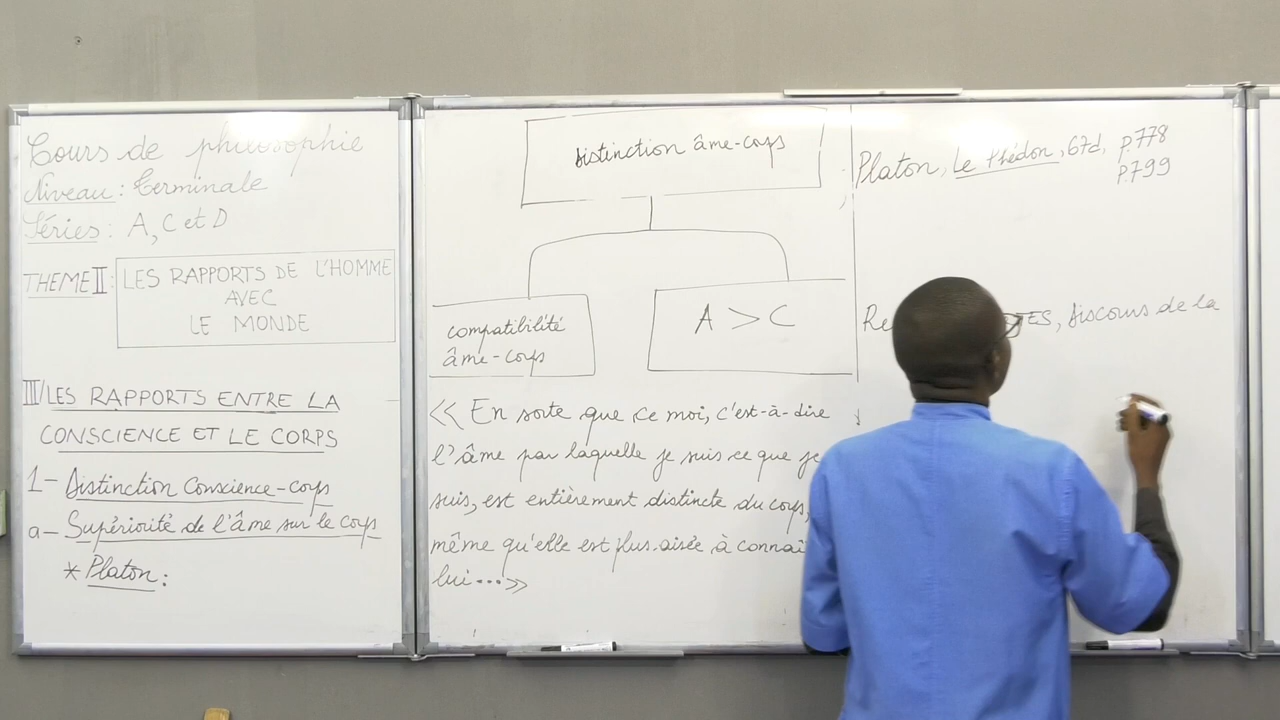 Cours de philosophie
Niveau : Terminale
Séries : A, C et D
THEME II : LES RAPPORTS DE L'HOMME
AVEC
LE MONDE
III/ LES RAPPORTS ENTRE LA
CONSCIENCE ET LE CORPS
1- Distinction Conscience-corps
a- Supériorité de l'âme sur le corps
* Platon :
Distinction âme-corps
compatibilité
âme-corps
A > C
<< En sorte que ce moi, c'est-à-dire
l'âme par laquelle je suis ce que je
suis, est entièrement distincte du corps,
même qu'elle est plus aisée à
lui...>>
Platon, Le Phédon, 67d, p.778
p.799
Discours de la